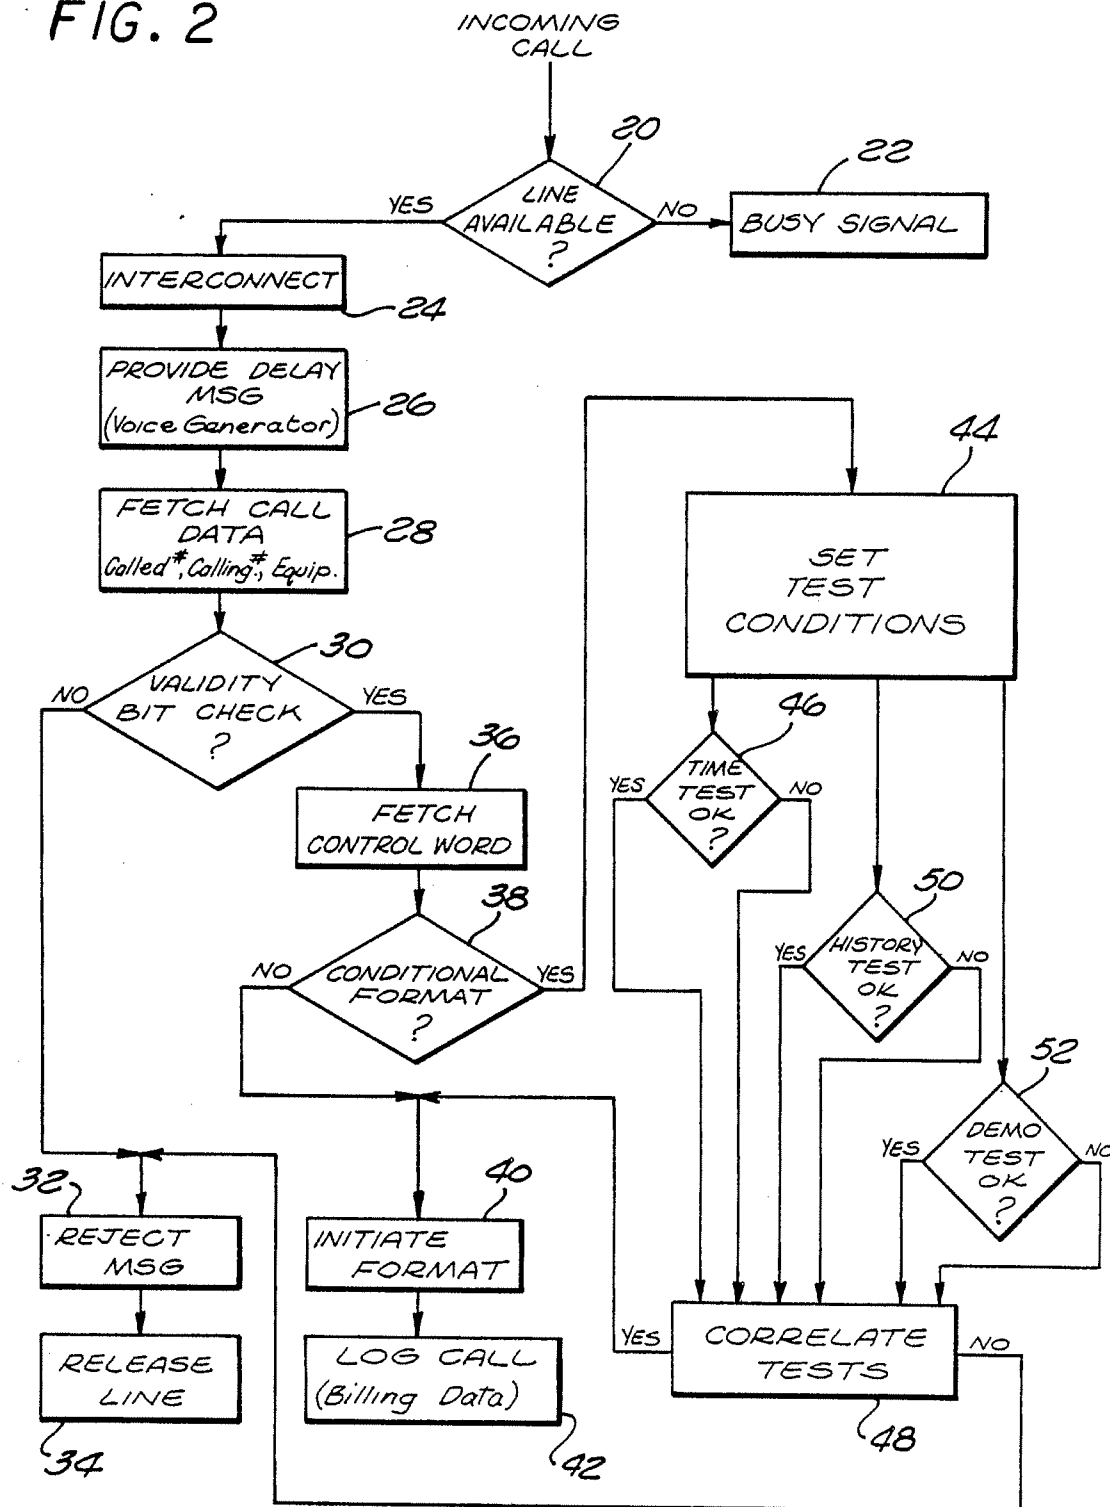 FIG. 2
INCOMING
CALL
20
LINE
AVAILABLE
?
YES
NO
22
BUSY SIGNAL
INTERCONNECT
24
PROVIDE DELAY
MSG
(Voice Generator)
26
FETCH CALL
DATA
Called #, Calling #, Equip.
28
30
VALIDITY
BIT CHECK
?
NO
YES
36
FETCH
CONTROL WORD
38
CONDITIONAL
FORMAT
?
NO
YES
44
SET
TEST
CONDITIONS
46
TIME
TEST
OK
?
YES
NO
50
HISTORY
TEST
OK
?
YES
NO
52
DEMO
TEST
OK
?
YES
NO
32
REJECT
MSG
RELEASE
LINE
34
40
INITIATE
FORMAT
LOG CALL
(Billing Data)
42
YES
CORRELATE
TESTS
NO
48